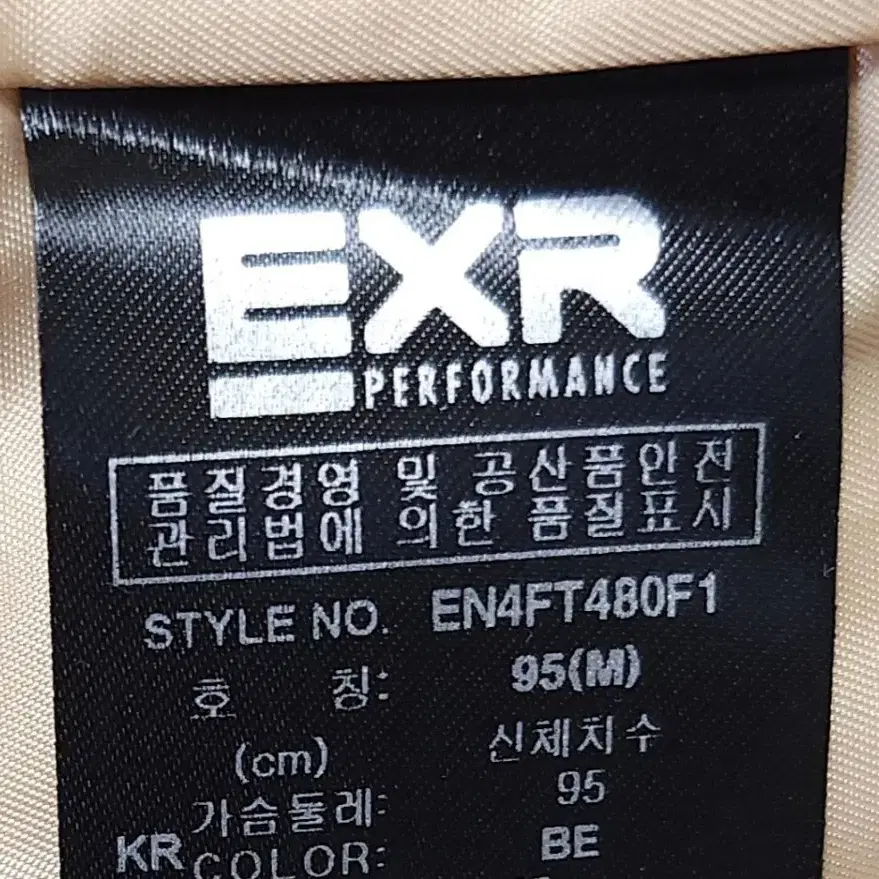 EXR
PERFORMANCE
품질경영 및 공산품안전
관리법에 의한 품질표시
STYLE NO. EN4FT480F1
호 칭: 95(M)
(cm) 신체치수
가슴둘레: 95
KR COLOR: BE